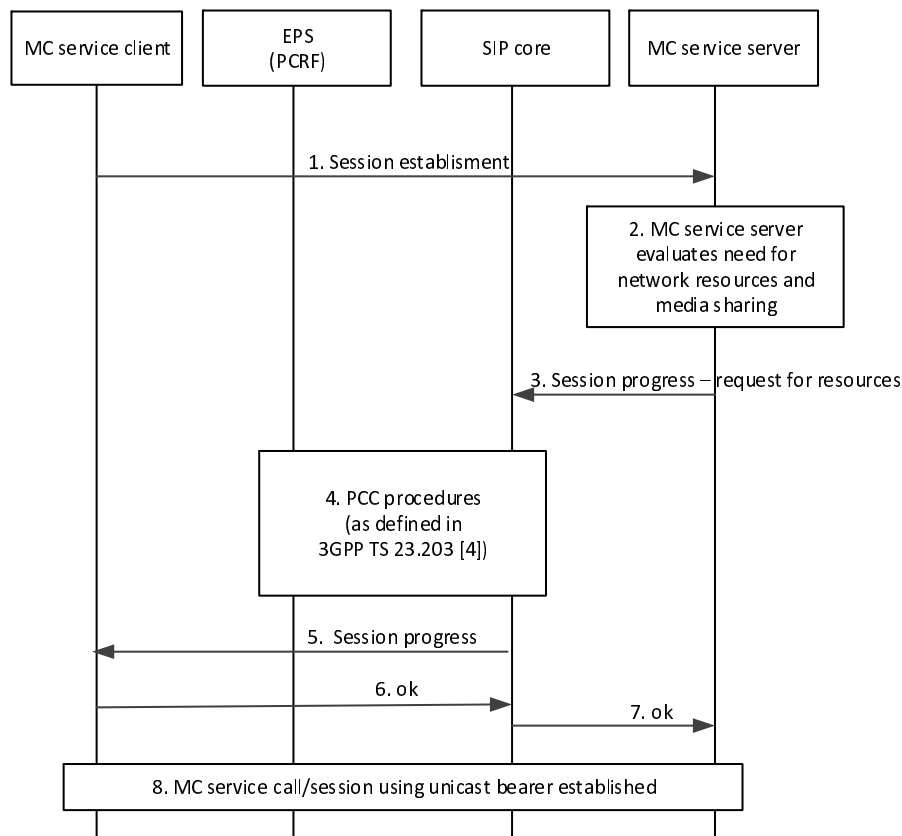 MC service client
EPS
(PCRF)
SIP core
MC service server
1. Session establisment
2. MC service server
evaluates need for
network resources and
media sharing
3. Session progress – request for resources
4. PCC procedures
(as defined in
3GPP TS 23.203 [4])
5. Session progress
6. ok
7. ok
8. MC service call/session using unicast bearer established